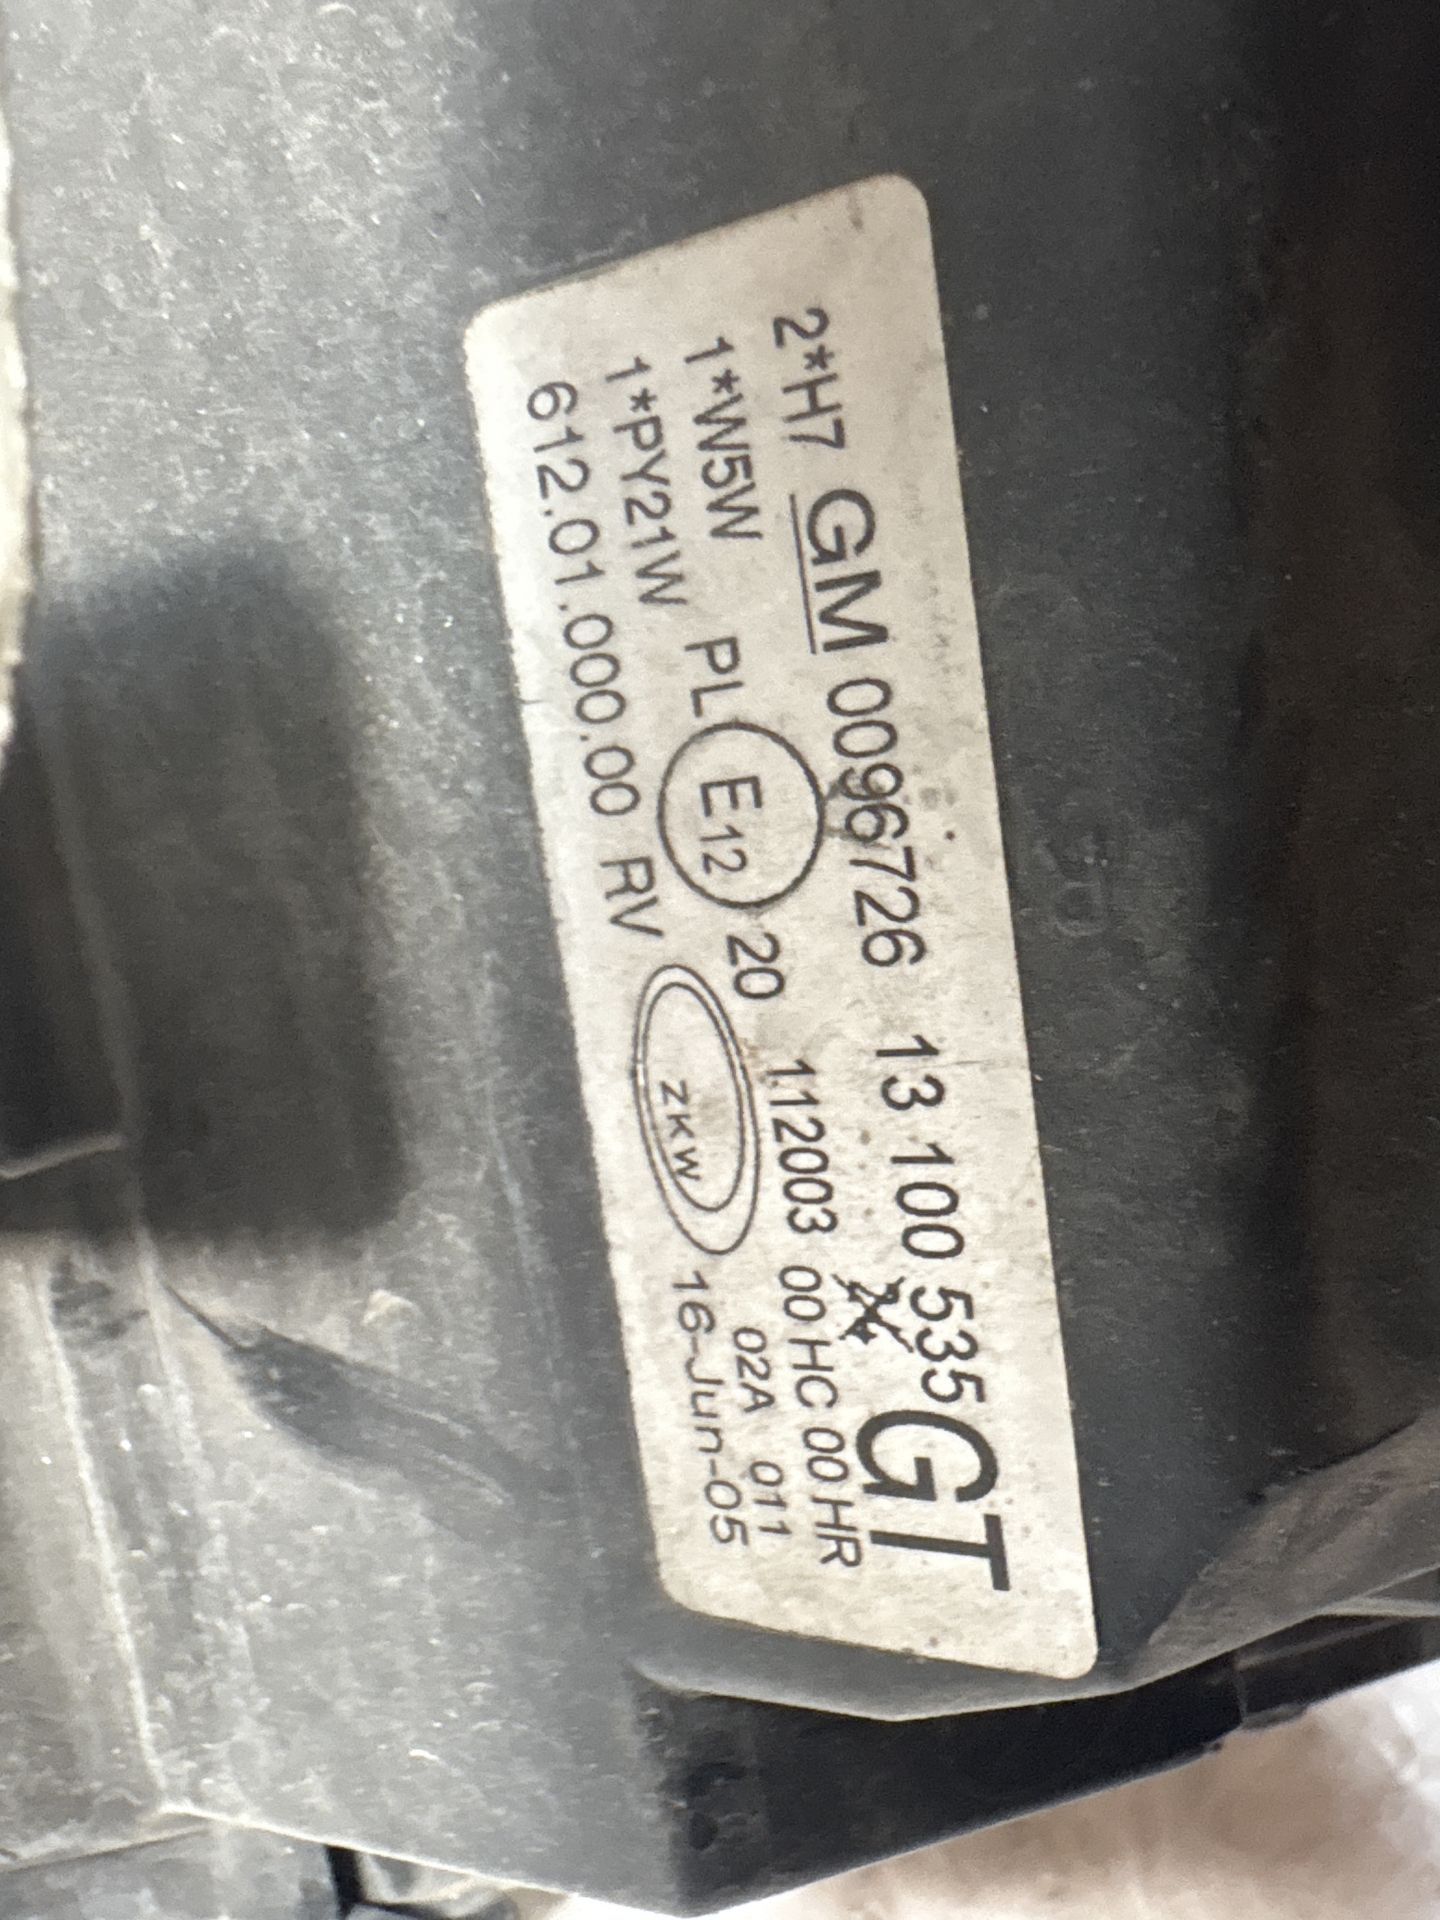 2*H7 GM 0096726 13 100 535 GT
1*W5W PL E12 20 112003 00 HC 00 HR
1*PY21W 02A 011
612.01.000.00 RV ZKW 16-Jun-05